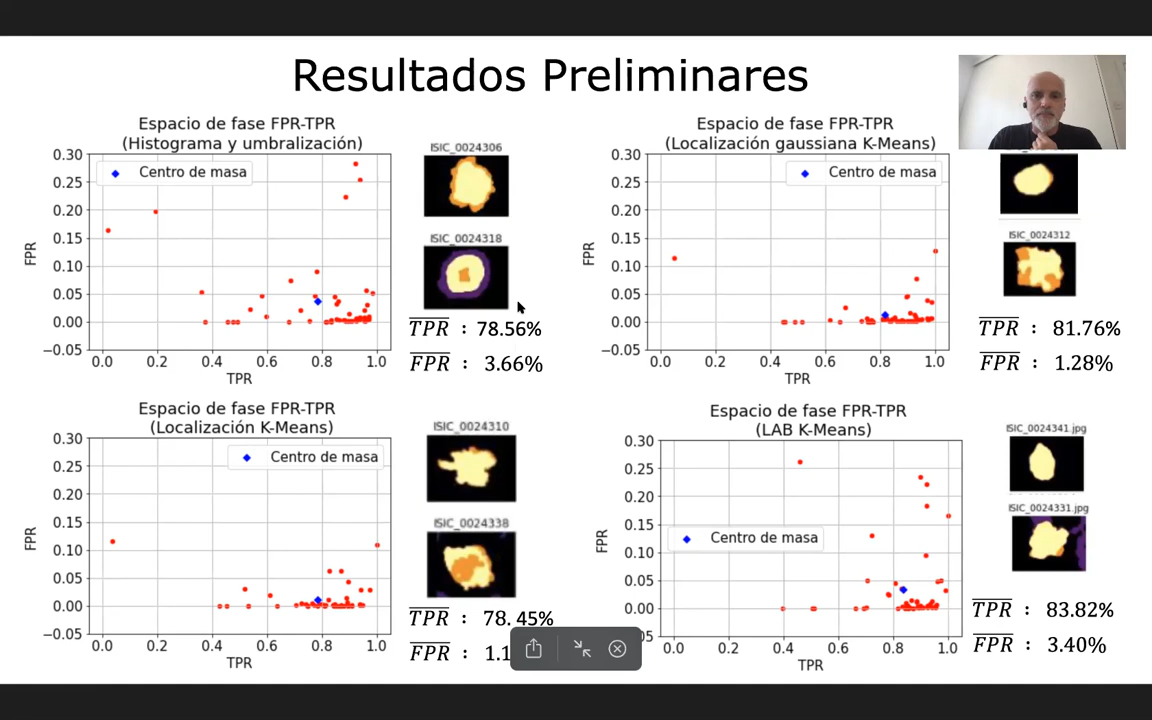 Resultados Preliminares
Espacio de fase FPR-TPR
(Histograma y umbralización)
0.30
0.25
0.20
0.15
0.10
0.05
0.00
−0.05
FPR
Centro de masa
0.0 0.2 0.4 0.6 0.8 1.0
TPR
ISIC_0024306
ISIC_0024318
TPR : 78.56%
FPR : 3.66%
Espacio de fase FPR-TPR
(Localización gaussiana K-Means)
0.30
0.25
0.20
0.15
0.10
0.05
0.00
−0.05
FPR
Centro de masa
0.0 0.2 0.4 0.6 0.8 1.0
TPR
ISIC_0024312
TPR : 81.76%
FPR : 1.28%
Espacio de fase FPR-TPR
(Localización K-Means)
0.30
0.25
0.20
0.15
0.10
0.05
0.00
−0.05
FPR
Centro de masa
0.0 0.2 0.4 0.6 0.8 1.0
TPR
ISIC_0024310
ISIC_0024338
TPR : 78.45%
FPR : 1.1
Espacio de fase FPR-TPR
(LAB K-Means)
0.30
0.25
0.20
0.15
0.10
0.05
0.00
05
FPR
Centro de masa
0.0 0.2 0.4 0.6 0.8 1.0
TPR
ISIC_0024341.jpg
ISIC_0024331.jpg
TPR : 83.82%
FPR : 3.40%